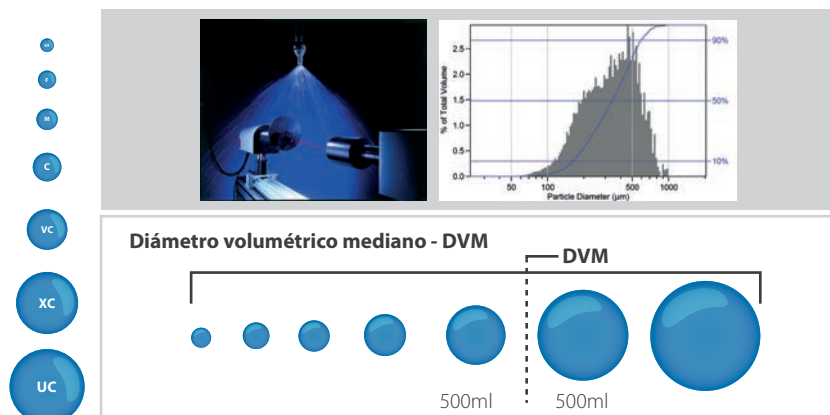 VF
F
M
C
VC
XC
UC
% of Total Volume
2.5
2.0
1.5
1.0
0.5
0.0
50
100
500
1000
Particle Diameter (µm)
90%
50%
10%
Diámetro volumétrico mediano - DVM
DVM
500ml
500ml